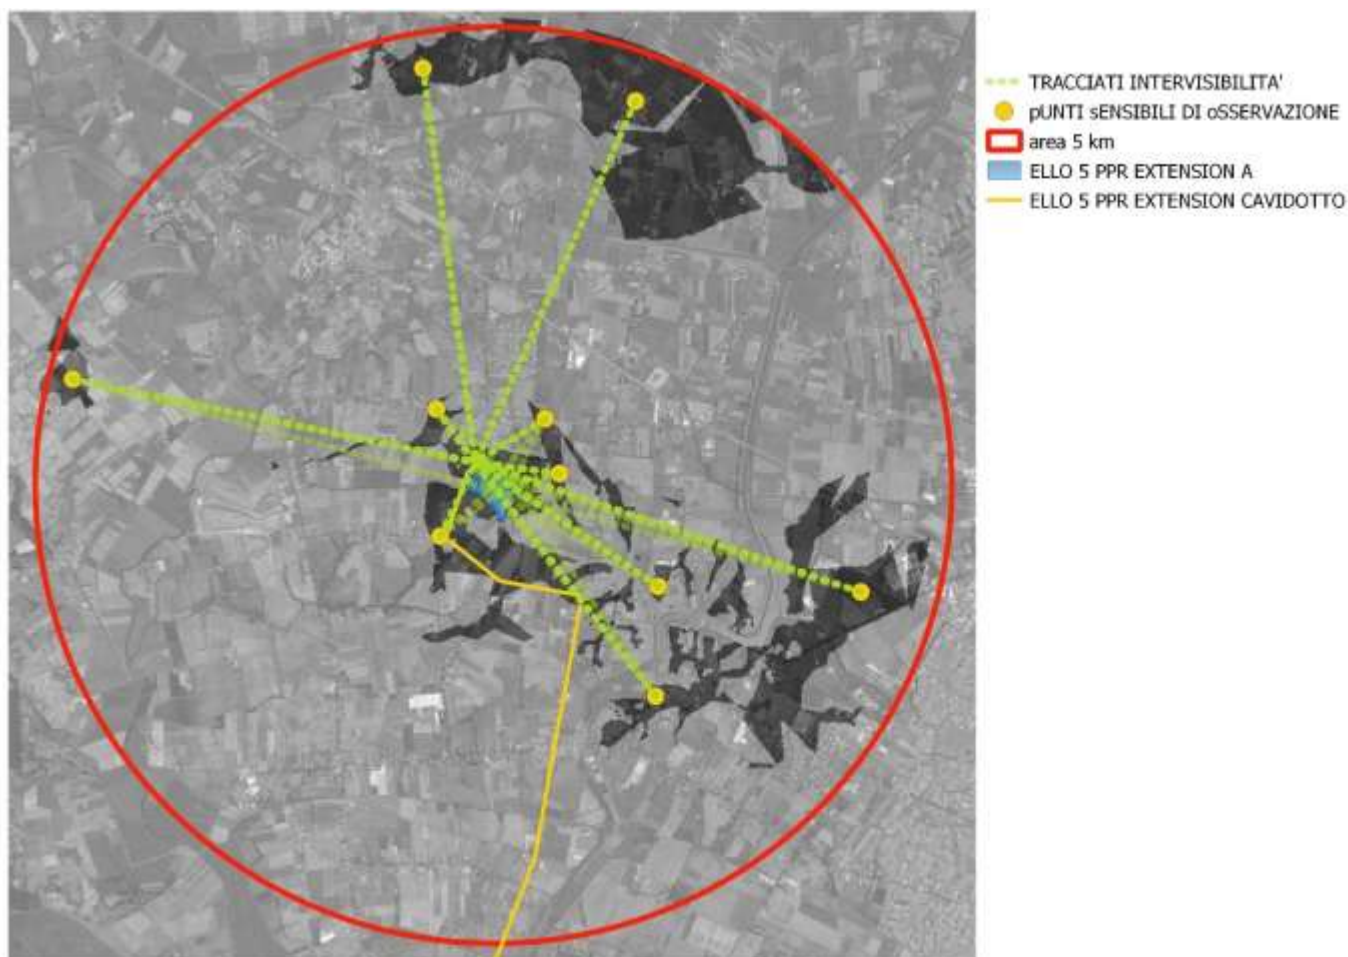 TRACCIATI INTERVISIBILITA'
pUNTI sENSIBILI DI oSSERVAZIONE
area 5 km
ELLO 5 PPR EXTENSION A
ELLO 5 PPR EXTENSION CAVIDOTTO